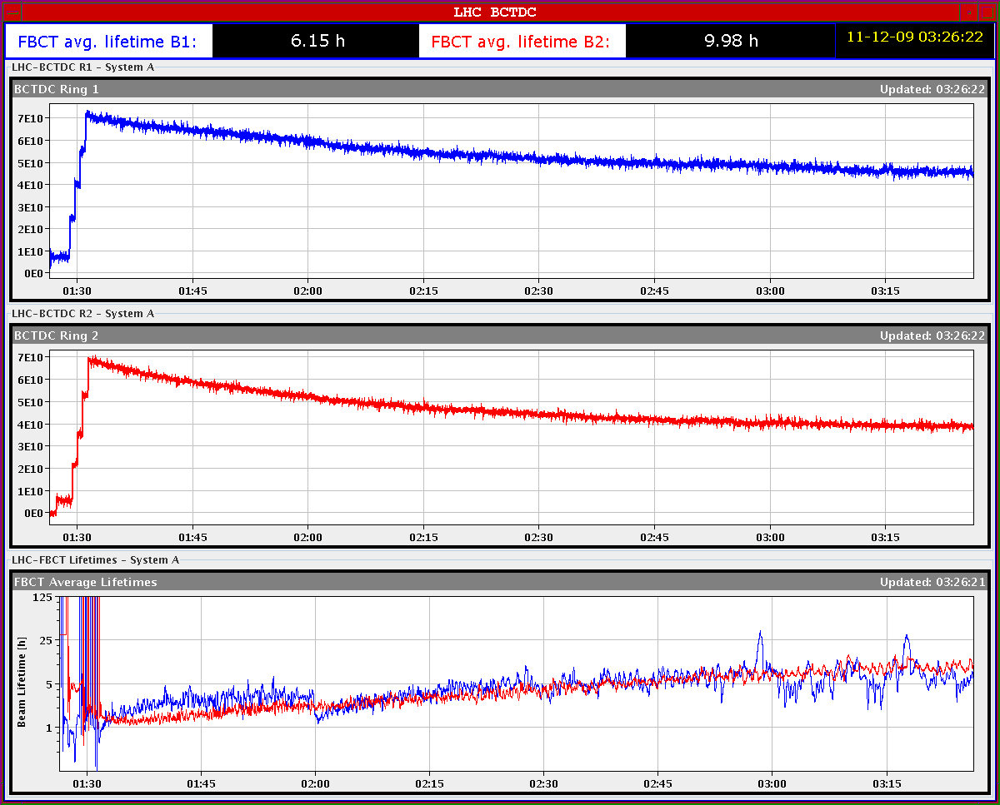 LHC BCTDC
FBCT avg. lifetime B1: 6.15 h FBCT avg. lifetime B2: 9.98 h 11-12-09 03:26:22
LHC-BCTDC R1 - System A
BCTDC Ring 1 Updated: 03:26:22
7E10
6E10
5E10
4E10
3E10
2E10
1E10
0E0
01:30 01:45 02:00 02:15 02:30 02:45 03:00 03:15
LHC-BCTDC R2 - System A
BCTDC Ring 2 Updated: 03:26:22
7E10
6E10
5E10
4E10
3E10
2E10
1E10
0E0
01:30 01:45 02:00 02:15 02:30 02:45 03:00 03:15
LHC-FBCT Lifetimes - System A
FBCT Average Lifetimes Updated: 03:26:21
Beam Lifetime [h]
125
25
5
1
01:30 01:45 02:00 02:15 02:30 02:45 03:00 03:15